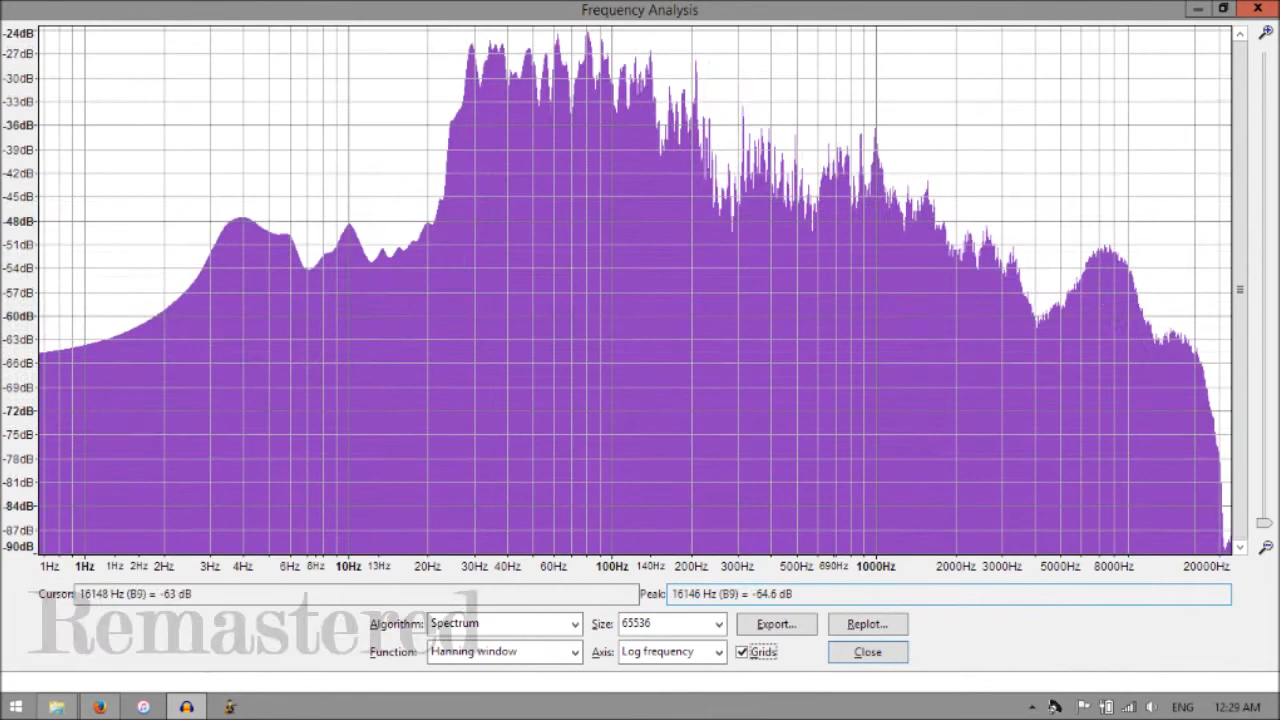 Frequency Analysis
-24dB
-27dB
-30dB
-33dB
-36dB
-39dB
-42dB
-45dB
-48dB
-51dB
-54dB
-57dB
-60dB
-63dB
-66dB
-69dB
-72dB
-75dB
-78dB
-81dB
-84dB
-87dB
-90dB
1Hz 1Hz 1Hz 2Hz 2Hz 3Hz 4Hz 6Hz 8Hz 10Hz 13Hz 20Hz 30Hz 40Hz 60Hz 100Hz 140Hz 200Hz 300Hz 500Hz 690Hz 1000Hz 2000Hz 3000Hz 5000Hz 8000Hz 20000Hz
Cursor: 16148 Hz (B9) = -63 dB Peak: 16146 Hz (B9) = -64.6 dB
Remastered
Algorithm: Spectrum Size: 65536 Export... Replot...
Function: Hanning window Axis: Log frequency Grids Close
ENG 12:29 AM